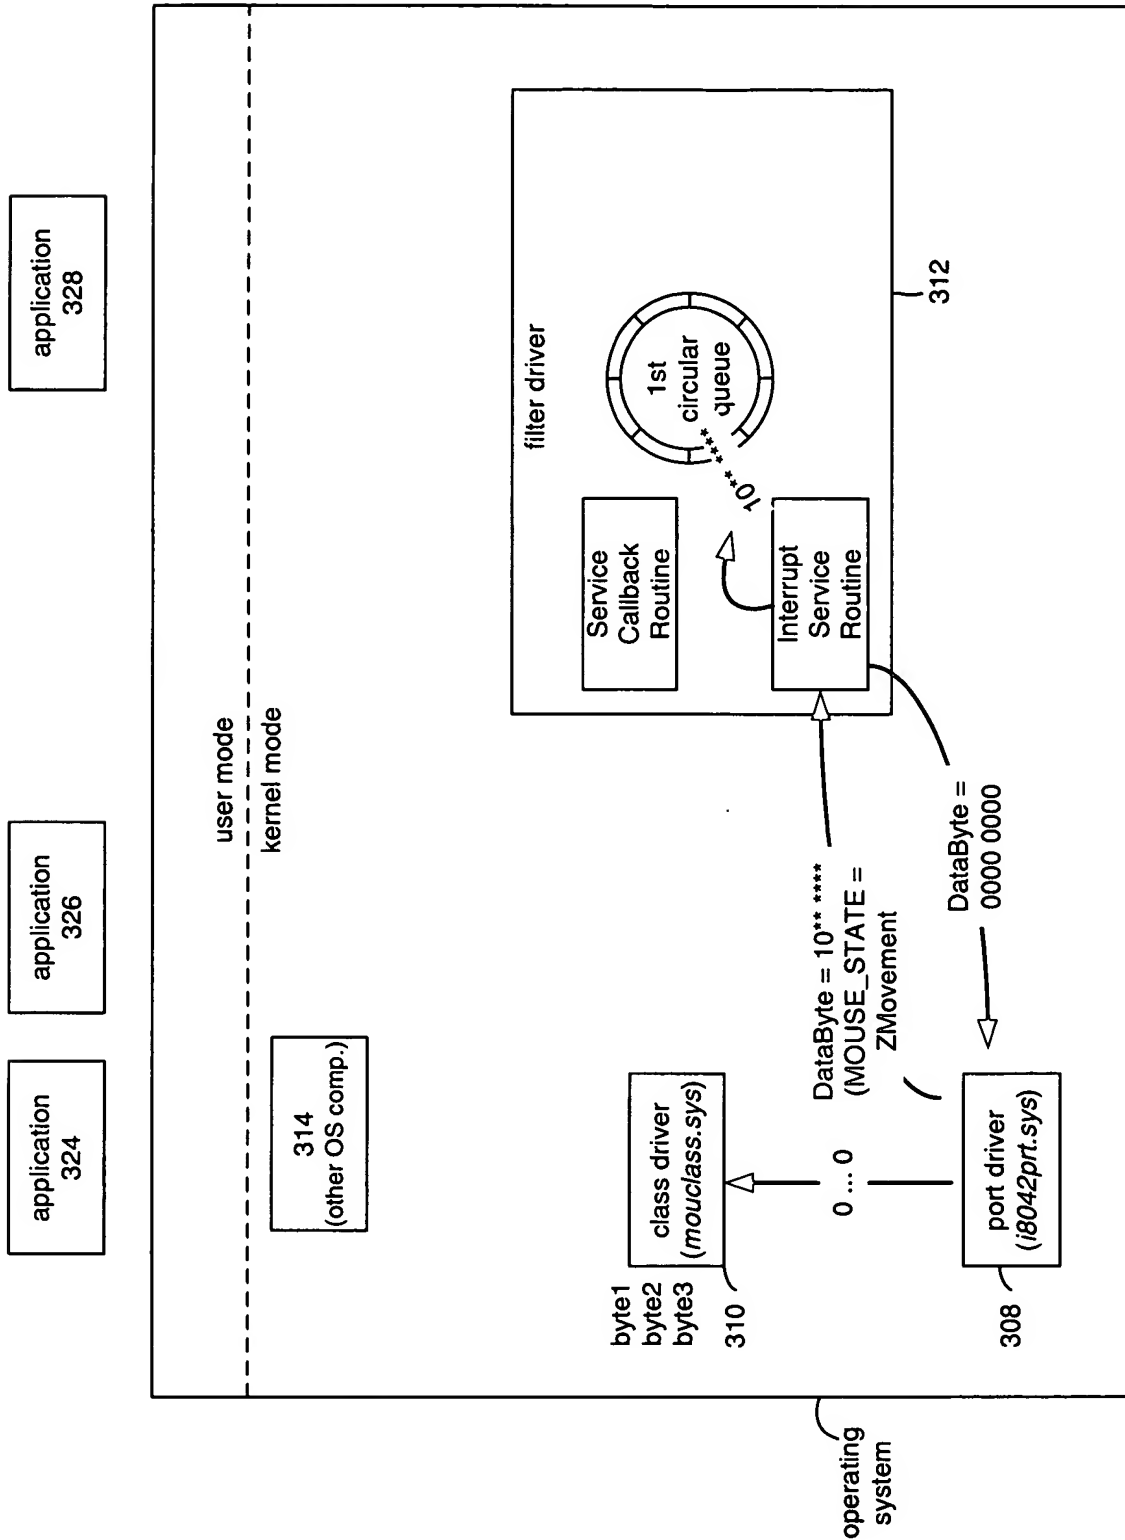 application
324
application
326
application
328
user mode
kernel mode
314
(other OS comp.)
filter driver
Service
Callback
Routine
1st
circular
queue
10** ****
Interrupt
Service
Routine
312
byte1
byte2
byte3
class driver
(mouclass.sys)
310
0 ... 0
DataByte = 10** ****
(MOUSE_STATE =
ZMovement
DataByte =
0000 0000
port driver
(i8042prt.sys)
308
operating
system